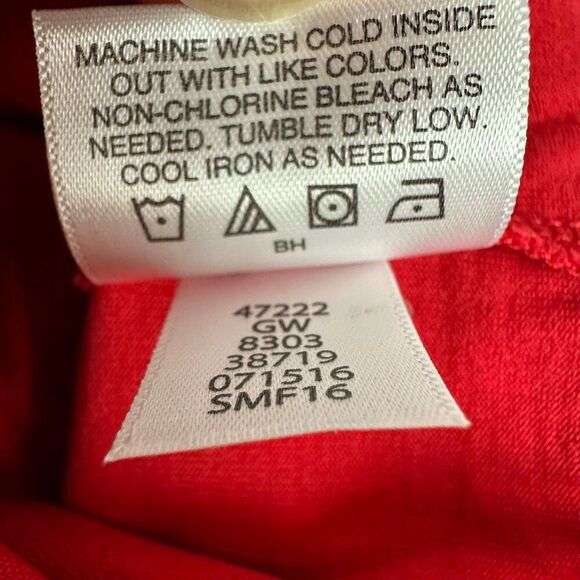 MACHINE WASH COLD INSIDE
OUT WITH LIKE COLORS.
NON-CHLORINE BLEACH AS
NEEDED. TUMBLE DRY LOW.
COOL IRON AS NEEDED.
BH
47222
GW
8303
38719
071516
SMF16